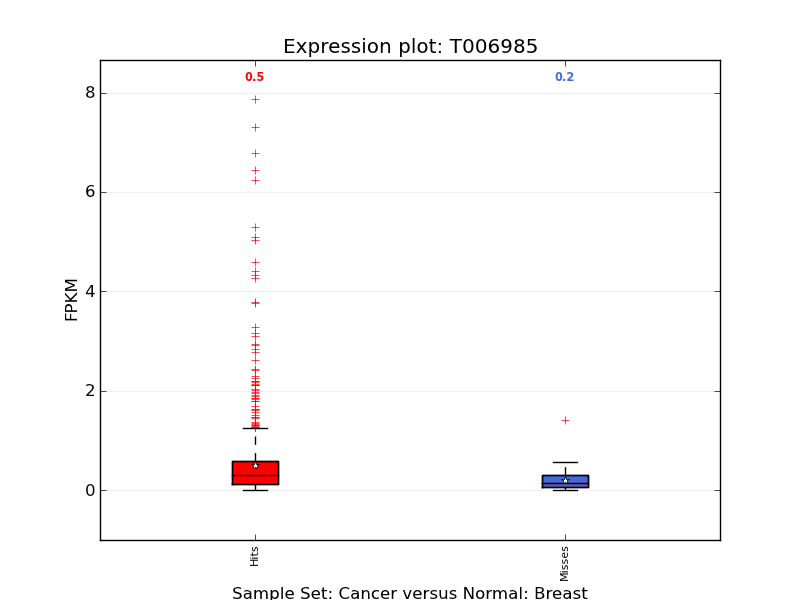 Expression plot: T006985
0.5
0.2
8
6
4
2
0
FPKM
Hits
Misses
Sample Set: Cancer versus Normal: Breast